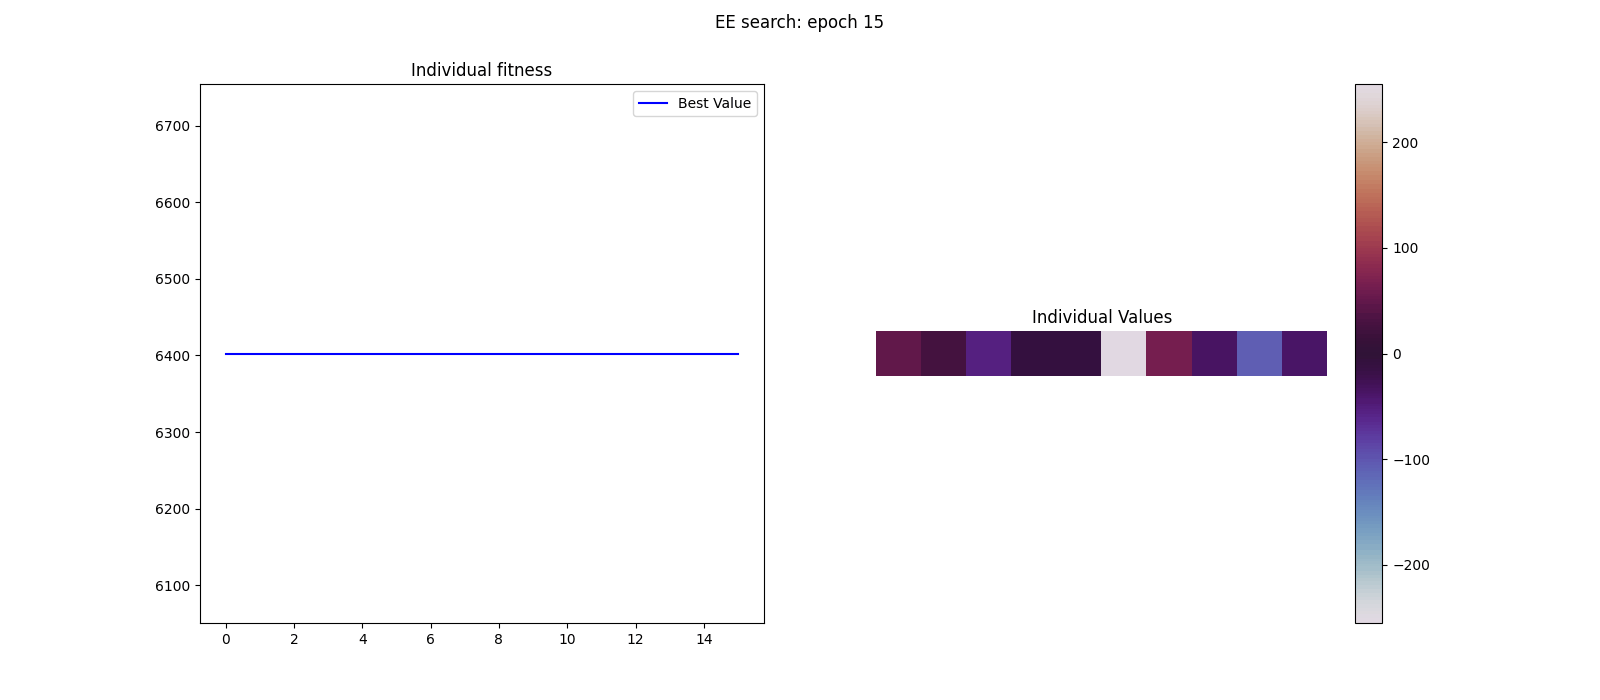 EE search: epoch 15
Individual fitness
Best Value
6700
6600
6500
6400
6300
6200
6100
0 2 4 6 8 10 12 14
Individual Values
200
100
0
−100
−200